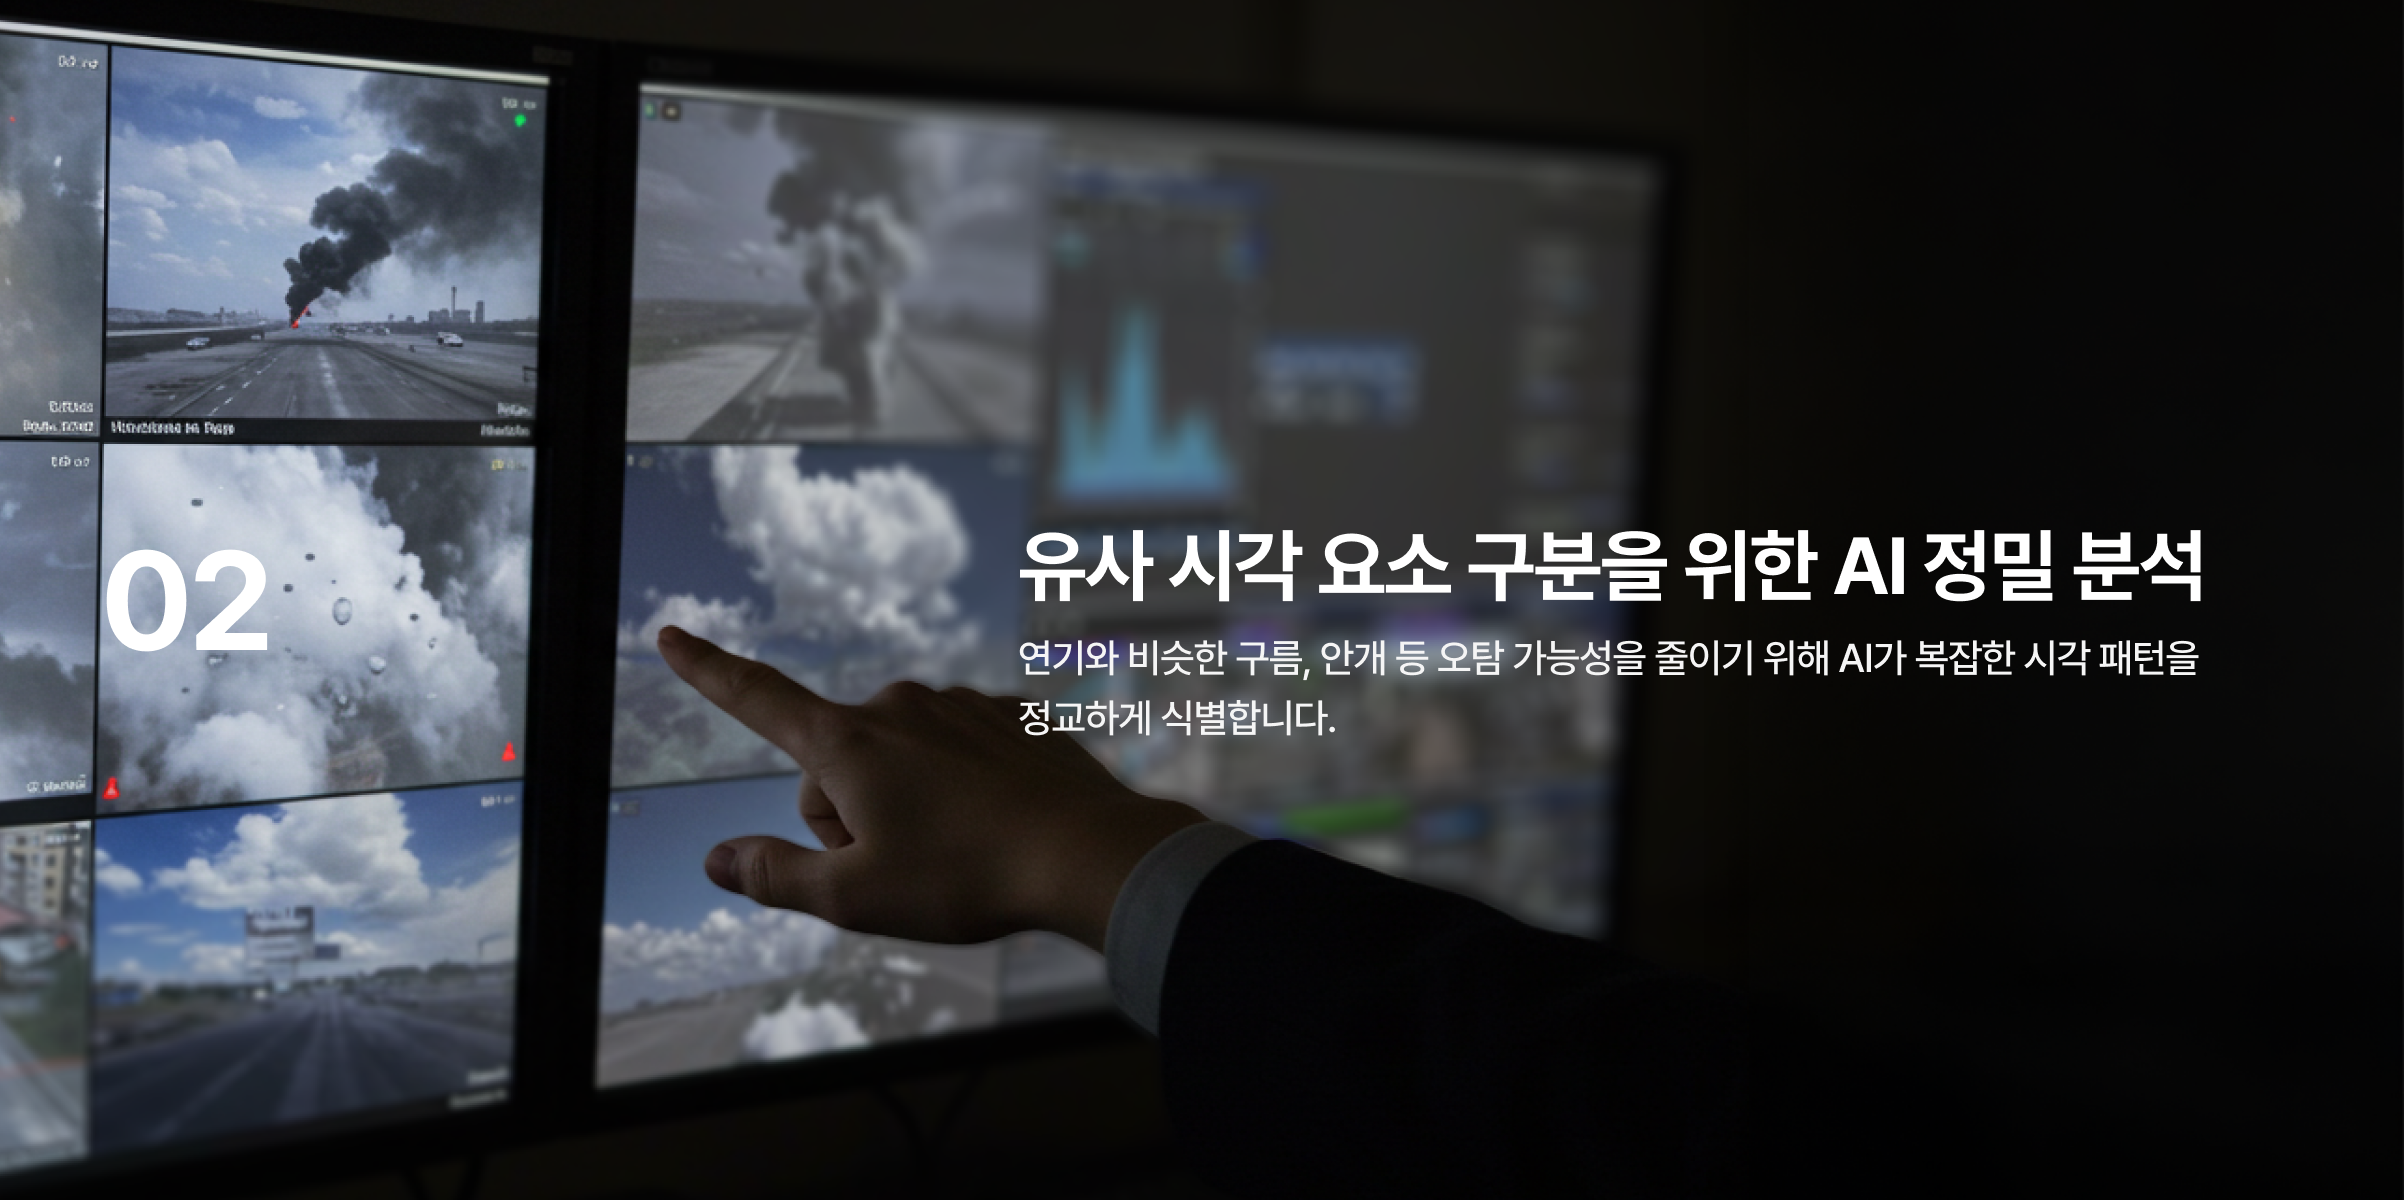 02
유사 시각 요소 구분을 위한 AI 정밀 분석
연기와 비슷한 구름, 안개 등 오탐 가능성을 줄이기 위해 AI가 복잡한 시각 패턴을
정교하게 식별합니다.